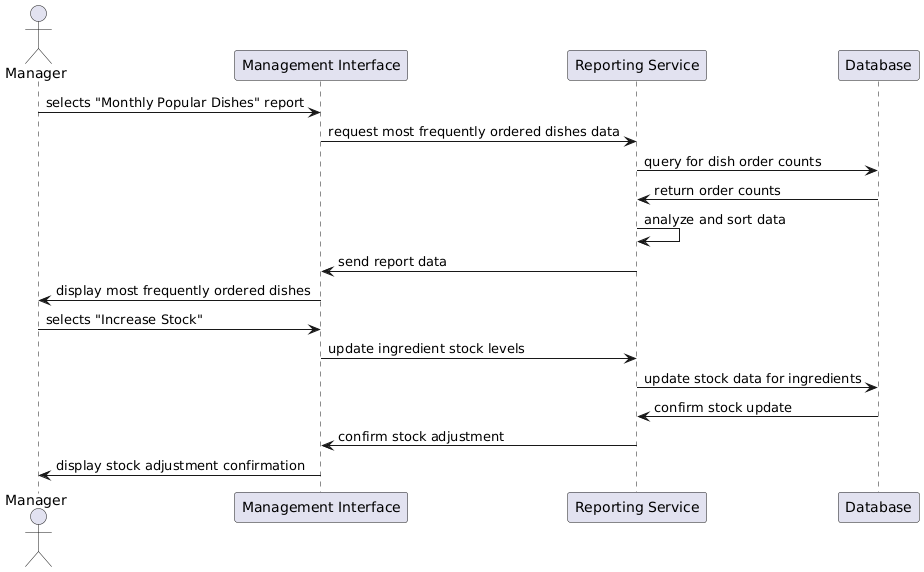 Manager
Management Interface
Reporting Service
Database
selects "Monthly Popular Dishes" report
request most frequently ordered dishes data
query for dish order counts
return order counts
analyze and sort data
send report data
display most frequently ordered dishes
selects "Increase Stock"
update ingredient stock levels
update stock data for ingredients
confirm stock update
confirm stock adjustment
display stock adjustment confirmation
Manager
Management Interface
Reporting Service
Database